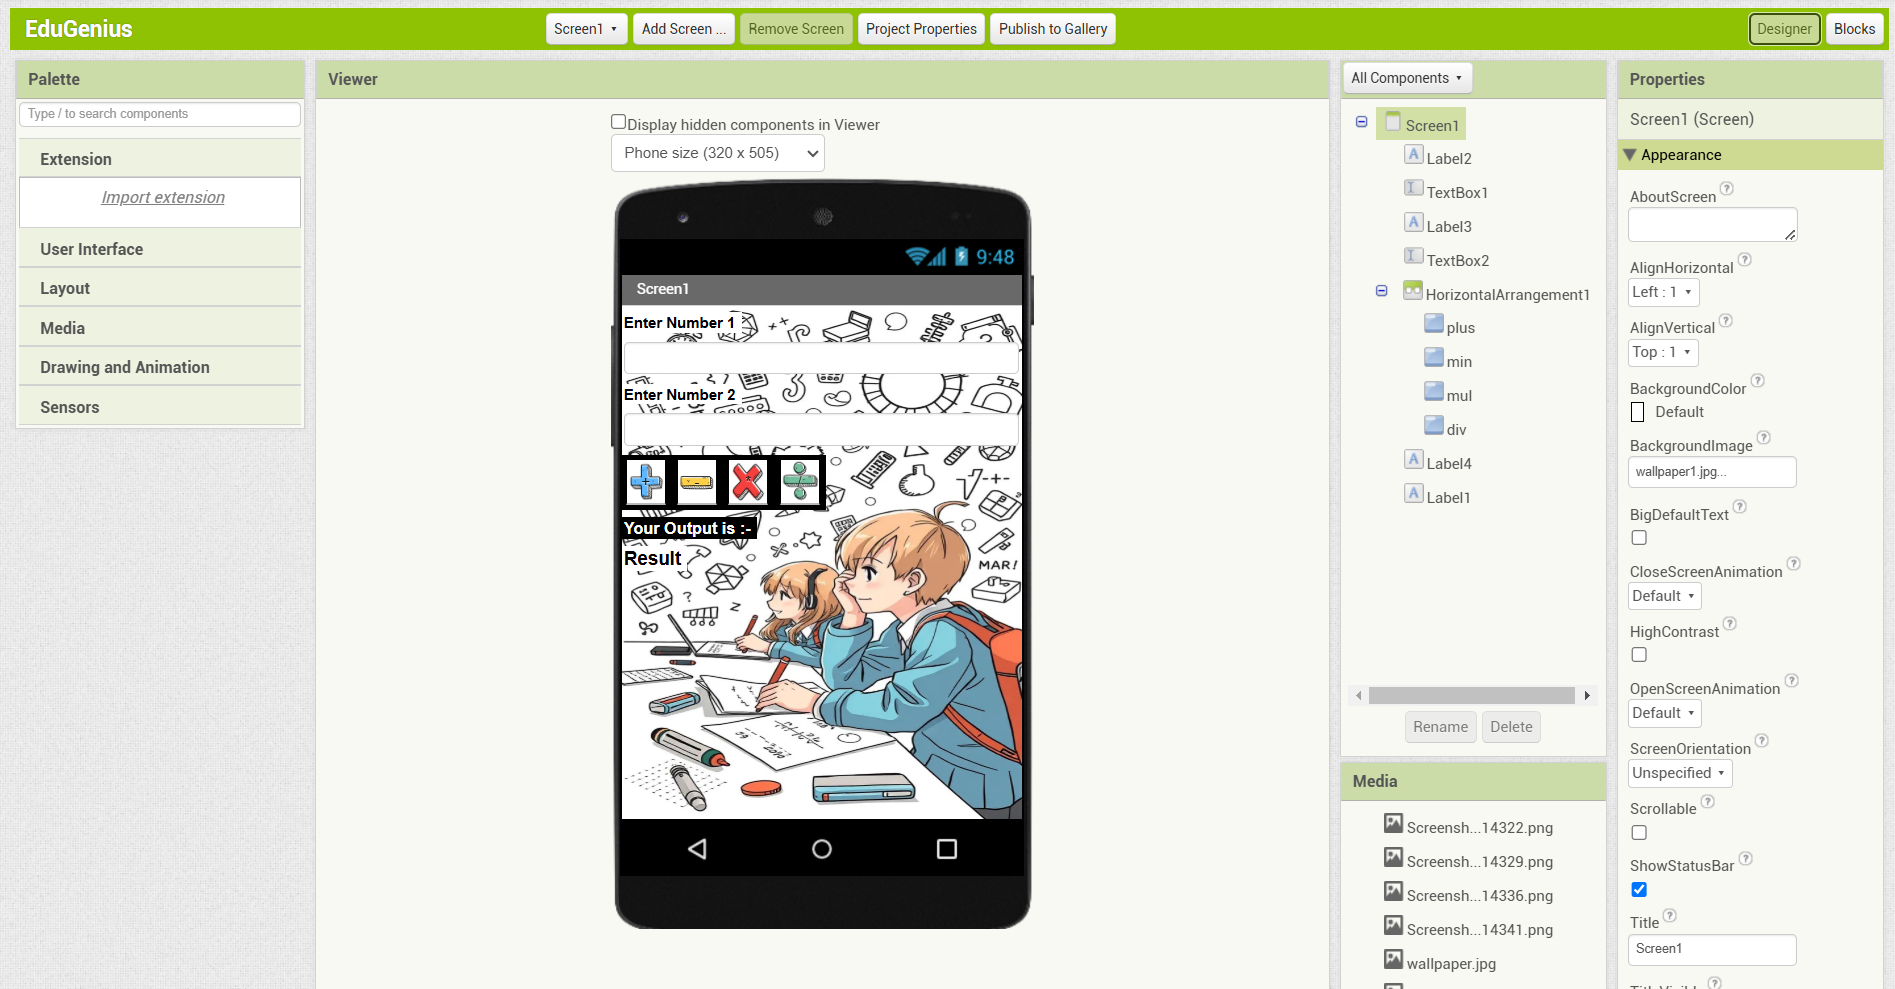 EduGenius
Screen1
Add Screen ...
Remove Screen
Project Properties
Publish to Gallery
Designer
Blocks
Palette
Type / to search components
Extension
Import extension
User Interface
Layout
Media
Drawing and Animation
Sensors
Viewer
Display hidden components in Viewer
Phone size (320 x 505)
9:48
Screen1
Enter Number 1
Enter Number 2
Your Output is :-
Result
MAR!
All Components
Screen1
Label2
TextBox1
Label3
TextBox2
HorizontalArrangement1
plus
min
mul
div
Label4
Label1
Rename
Delete
Media
Screensh...14322.png
Screensh...14329.png
Screensh...14336.png
Screensh...14341.png
wallpaper.jpg
Properties
Screen1 (Screen)
Appearance
AboutScreen
AlignHorizontal
Left : 1
AlignVertical
Top : 1
BackgroundColor
Default
BackgroundImage
wallpaper1.jpg...
BigDefaultText
CloseScreenAnimation
Default
HighContrast
OpenScreenAnimation
Default
ScreenOrientation
Unspecified
Scrollable
ShowStatusBar
Title
Screen1